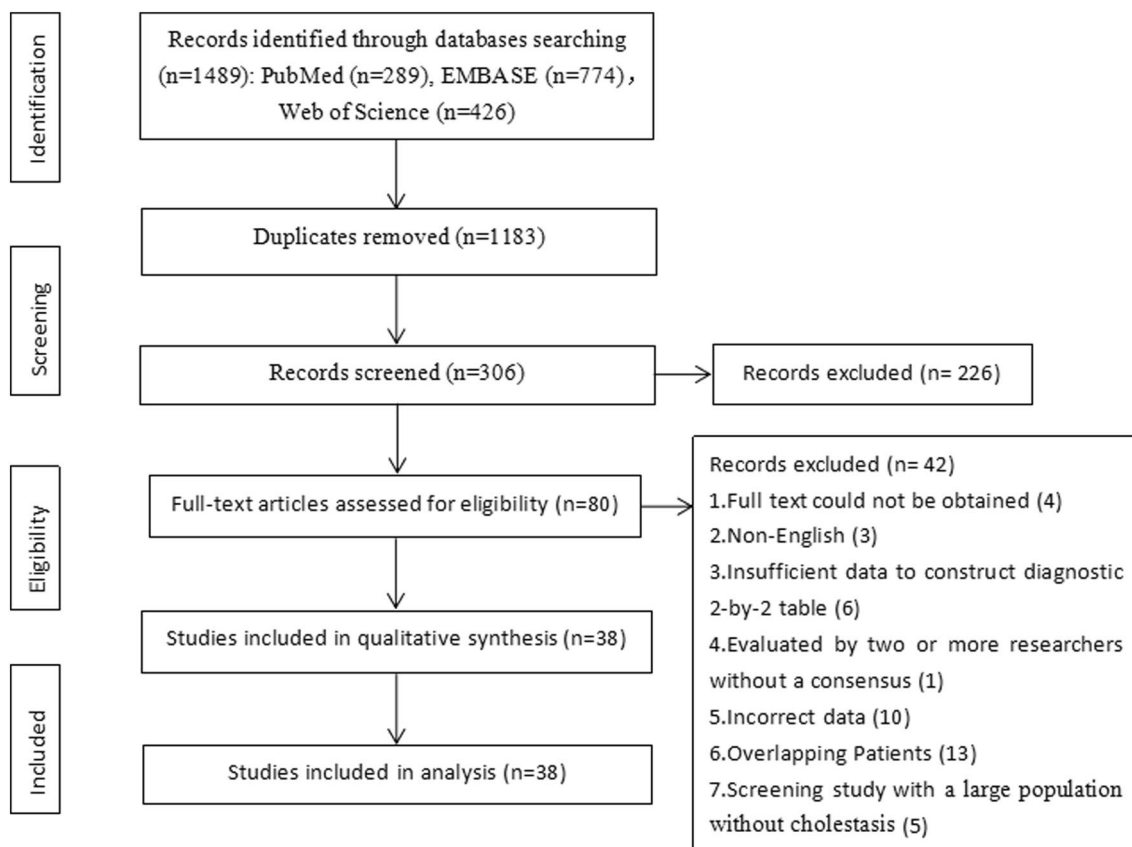 Identification
Records identified through databases searching
(n=1489): PubMed (n=289), EMBASE (n=774)，
Web of Science (n=426)
Duplicates removed (n=1183)
Screening
Records screened (n=306)
Records excluded (n= 226)
Eligibility
Full-text articles assessed for eligibility (n=80)
Records excluded (n= 42)
1.Full text could not be obtained (4)
2.Non-English (3)
3.Insufficient data to construct diagnostic
2-by-2 table (6)
4.Evaluated by two or more researchers
without a consensus (1)
5.Incorrect data (10)
6.Overlapping Patients (13)
7.Screening study with a large population
without cholestasis (5)
Studies included in qualitative synthesis (n=38)
Included
Studies included in analysis (n=38)